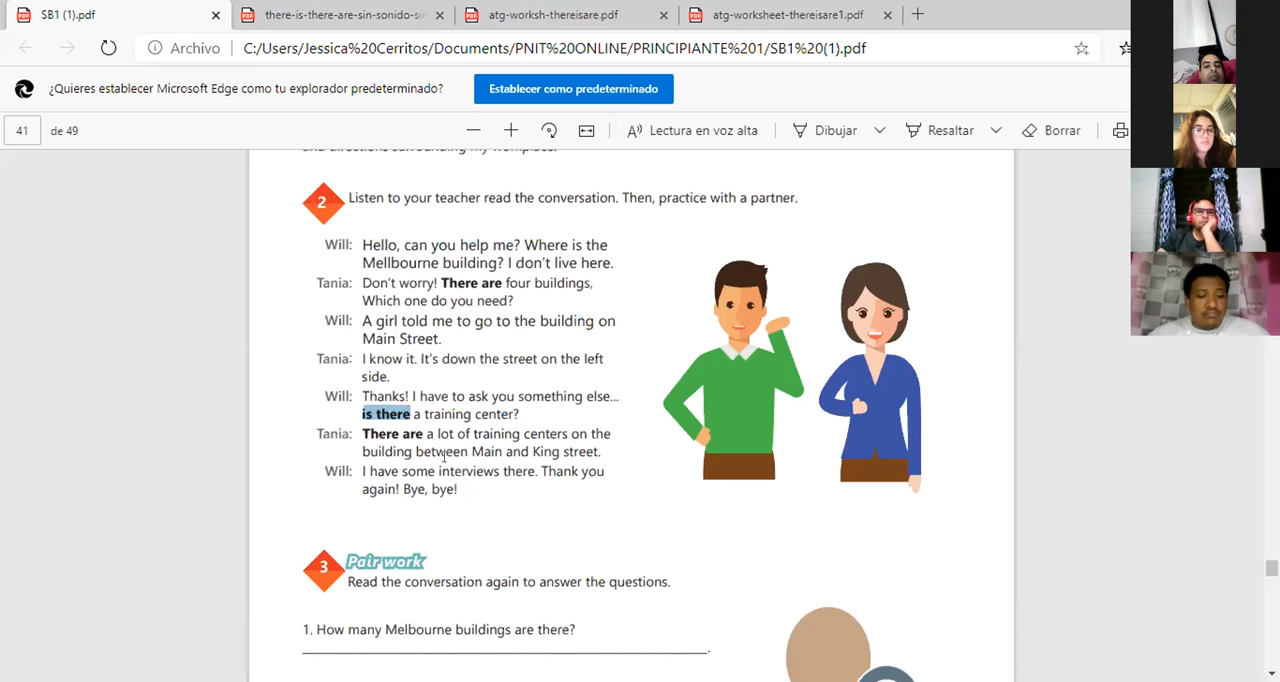 SB1 (1).pdf
there-is-there-are-sin-sonido-si
atg-worksh-thereisare.pdf
atg-worksheet-thereisare1.pdf
Archivo
C:/Users/Jessica%20Cerritos/Documents/PNIT%20ONLINE/PRINCIPIANTE%201/SB1%20(1).pdf
¿Quieres establecer Microsoft Edge como tu explorador predeterminado?
Establecer como predeterminado
41 de 49
Lectura en voz alta
Dibujar
Resaltar
Borrar
2 Listen to your teacher read the conversation. Then, practice with a partner.
Will: Hello, can you help me? Where is the
Mellbourne building? I don't live here.
Tania: Don't worry! There are four buildings,
Which one do you need?
Will: A girl told me to go to the building on
Main Street.
Tania: I know it. It's down the street on the left
side.
Will: Thanks! I have to ask you something else...
is there a training center?
Tania: There are a lot of training centers on the
building between Main and King street.
Will: I have some interviews there. Thank you
again! Bye, bye!
3 Pair work
Read the conversation again to answer the questions.
1. How many Melbourne buildings are there?